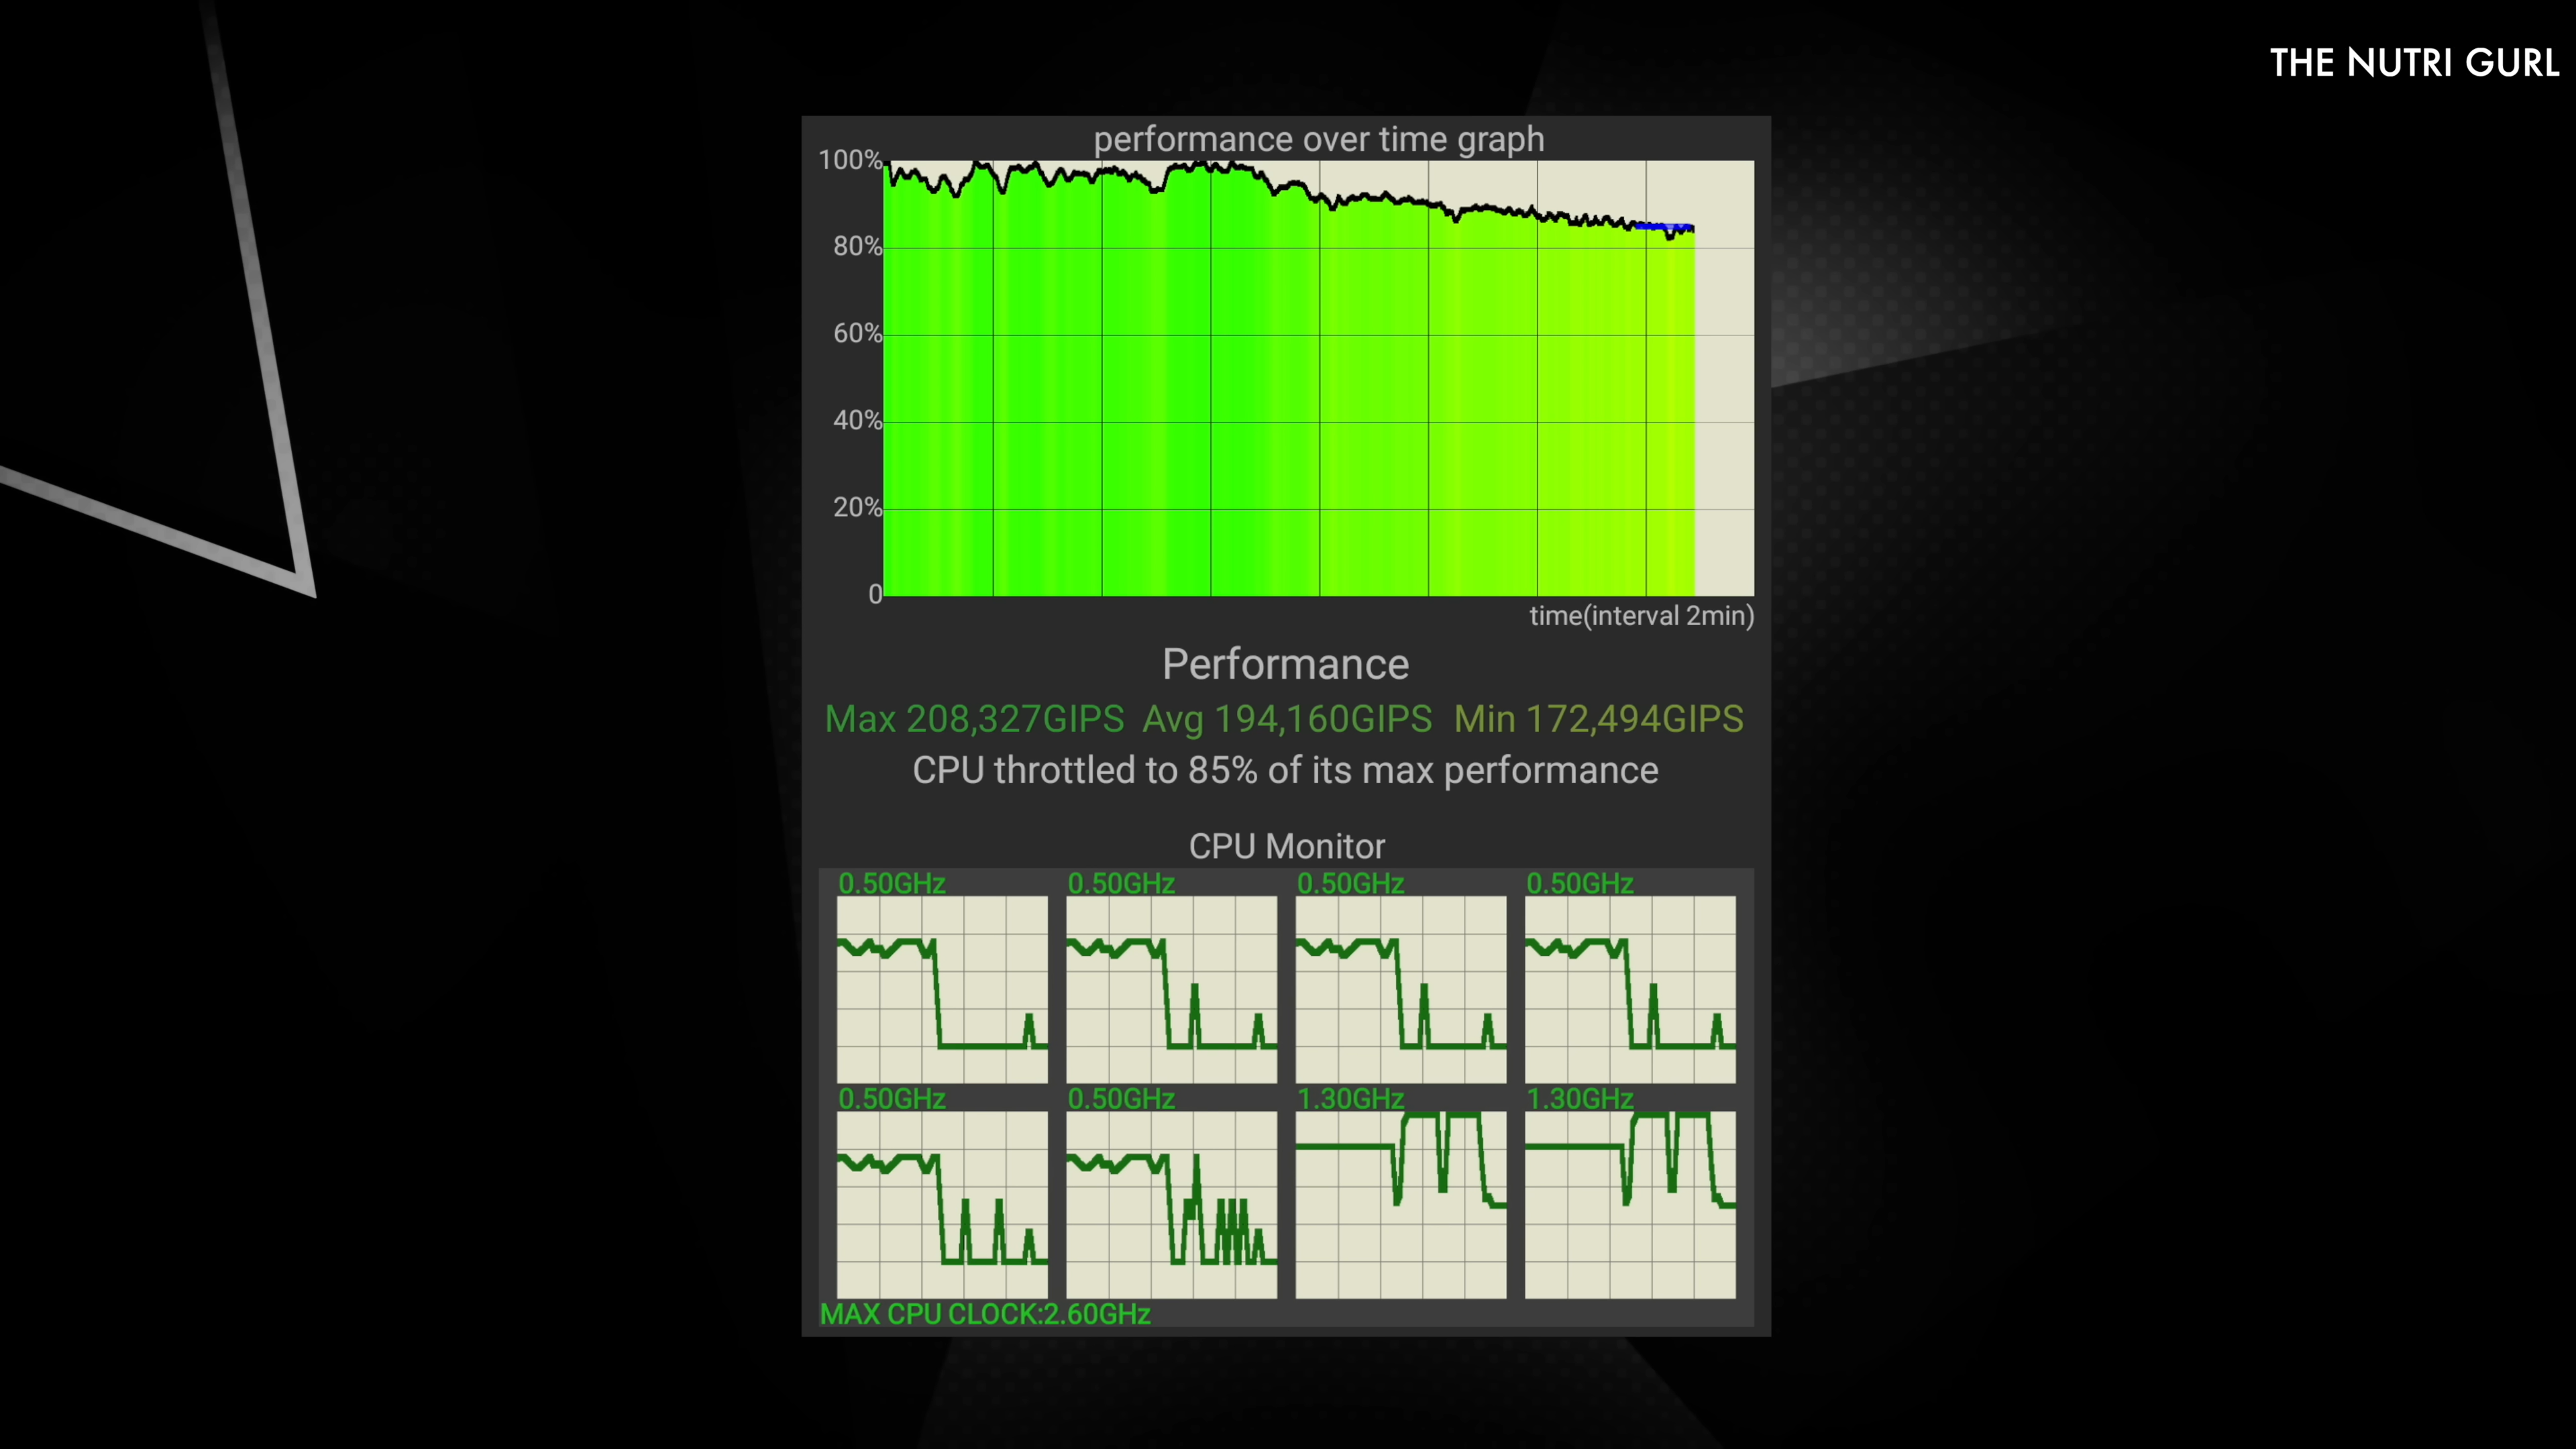 THE NUTRI GURL
performance over time graph
100%
80%
60%
40%
20%
0
time(interval 2min)
Performance
Max 208,327GIPS Avg 194,160GIPS Min 172,494GIPS
CPU throttled to 85% of its max performance
CPU Monitor
0.50GHz 0.50GHz 0.50GHz 0.50GHz
0.50GHz 0.50GHz 1.30GHz 1.30GHz
MAX CPU CLOCK:2.60GHz